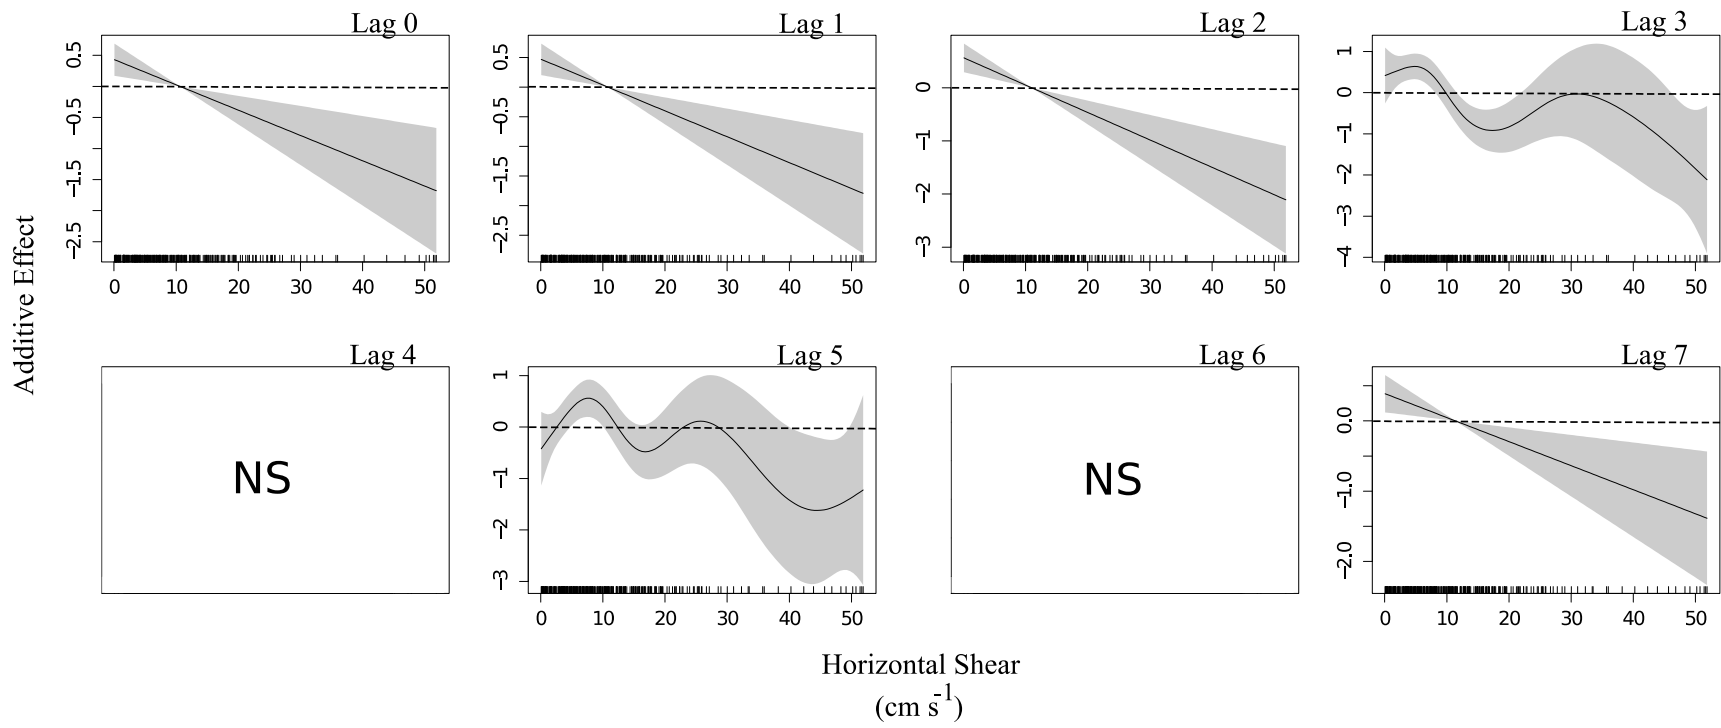 Lag 0
0.5
−0.5
−1.5
−2.5
0 10 20 30 40 50
Lag 1
0.5
−0.5
−1.5
−2.5
0 10 20 30 40 50
Lag 2
0
−1
−2
−3
0 10 20 30 40 50
Lag 3
1
0
−1
−2
−3
−4
0 10 20 30 40 50
Additive Effect
Lag 4
NS
Lag 5
1
0
−1
−2
−3
0 10 20 30 40 50
Lag 6
NS
Lag 7
0.0
−1.0
−2.0
0 10 20 30 40 50
Horizontal Shear
(cm s-1)